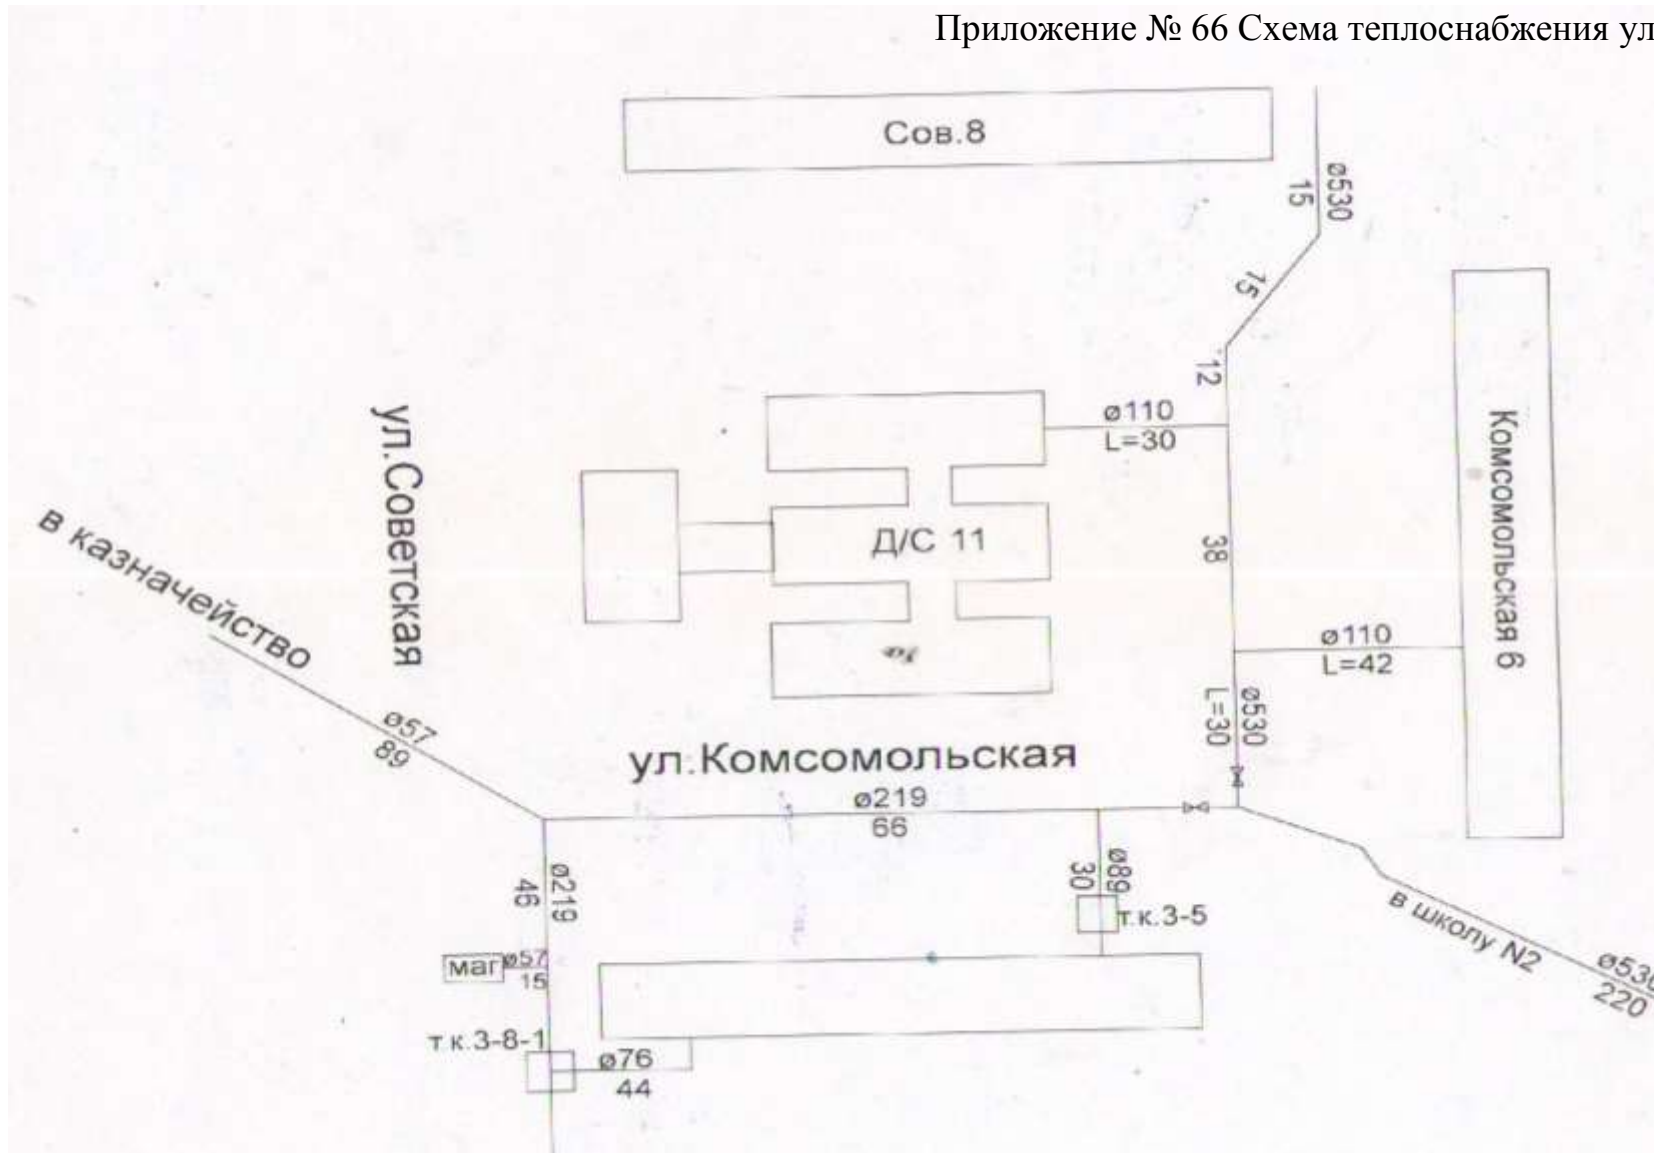 Приложение № 66 Схема теплоснабжения ул
Сов.8
ø530
15
15
12
ø110
L=30
38
Д/С 11
Комсомольская 6
ø110
L=42
ø530
L=30
ул.Советская
в казначейство
ø57
89
ул.Комсомольская
ø219
66
ø219
46
ø89
30
т.к.3-5
в школу N2
ø530
220
маг
ø57
15
т.к.3-8-1
ø76
44